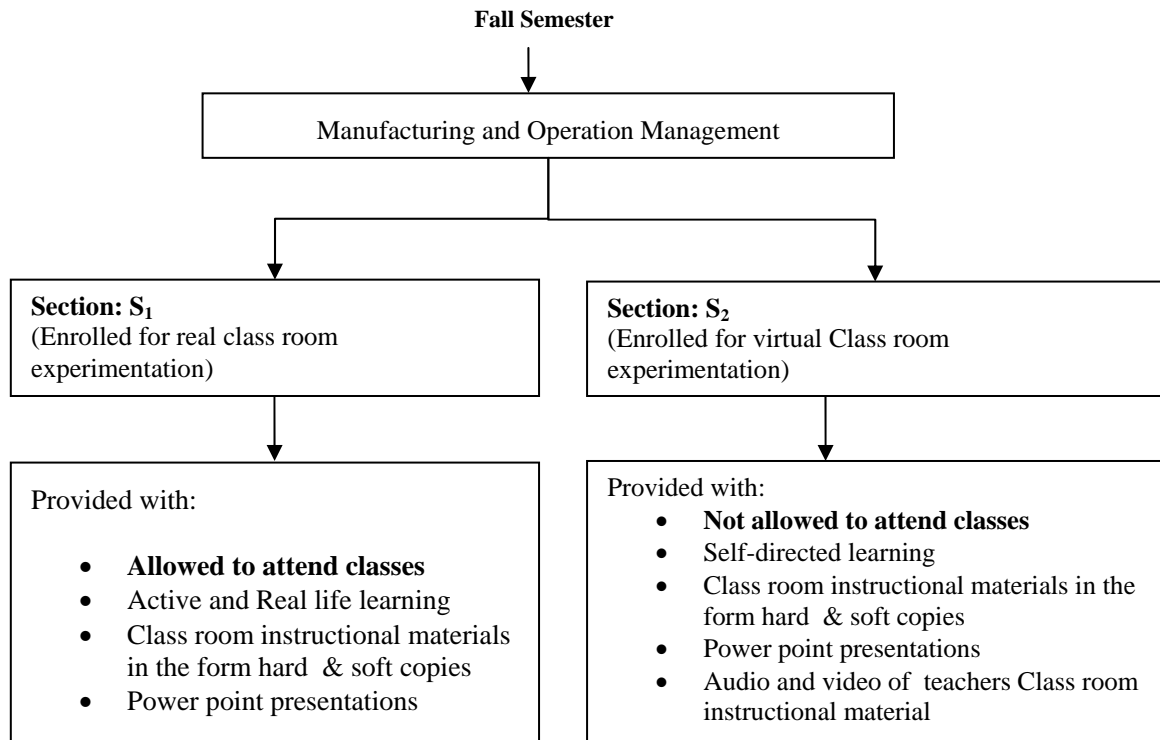 Fall Semester
Manufacturing and Operation Management
Section: S₁
(Enrolled for real class room
experimentation)
Section: S₂
(Enrolled for virtual Class room
experimentation)
Provided with:
• Allowed to attend classes
• Active and Real life learning
• Class room instructional materials
in the form hard & soft copies
• Power point presentations
Provided with:
• Not allowed to attend classes
• Self-directed learning
• Class room instructional materials in the
form hard & soft copies
• Power point presentations
• Audio and video of teachers Class room
instructional material